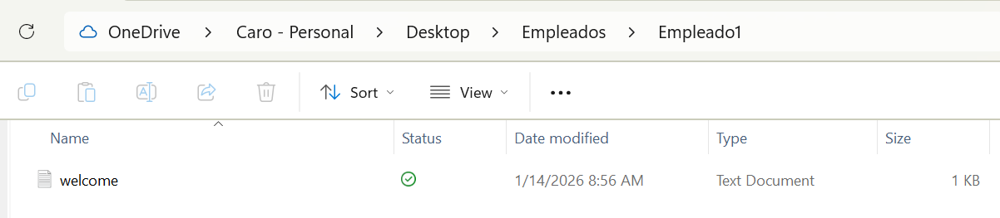 OneDrive > Caro - Personal > Desktop > Empleados > Empleado1
Sort View
Name Status Date modified Type Size
welcome 1/14/2026 8:56 AM Text Document 1 KB